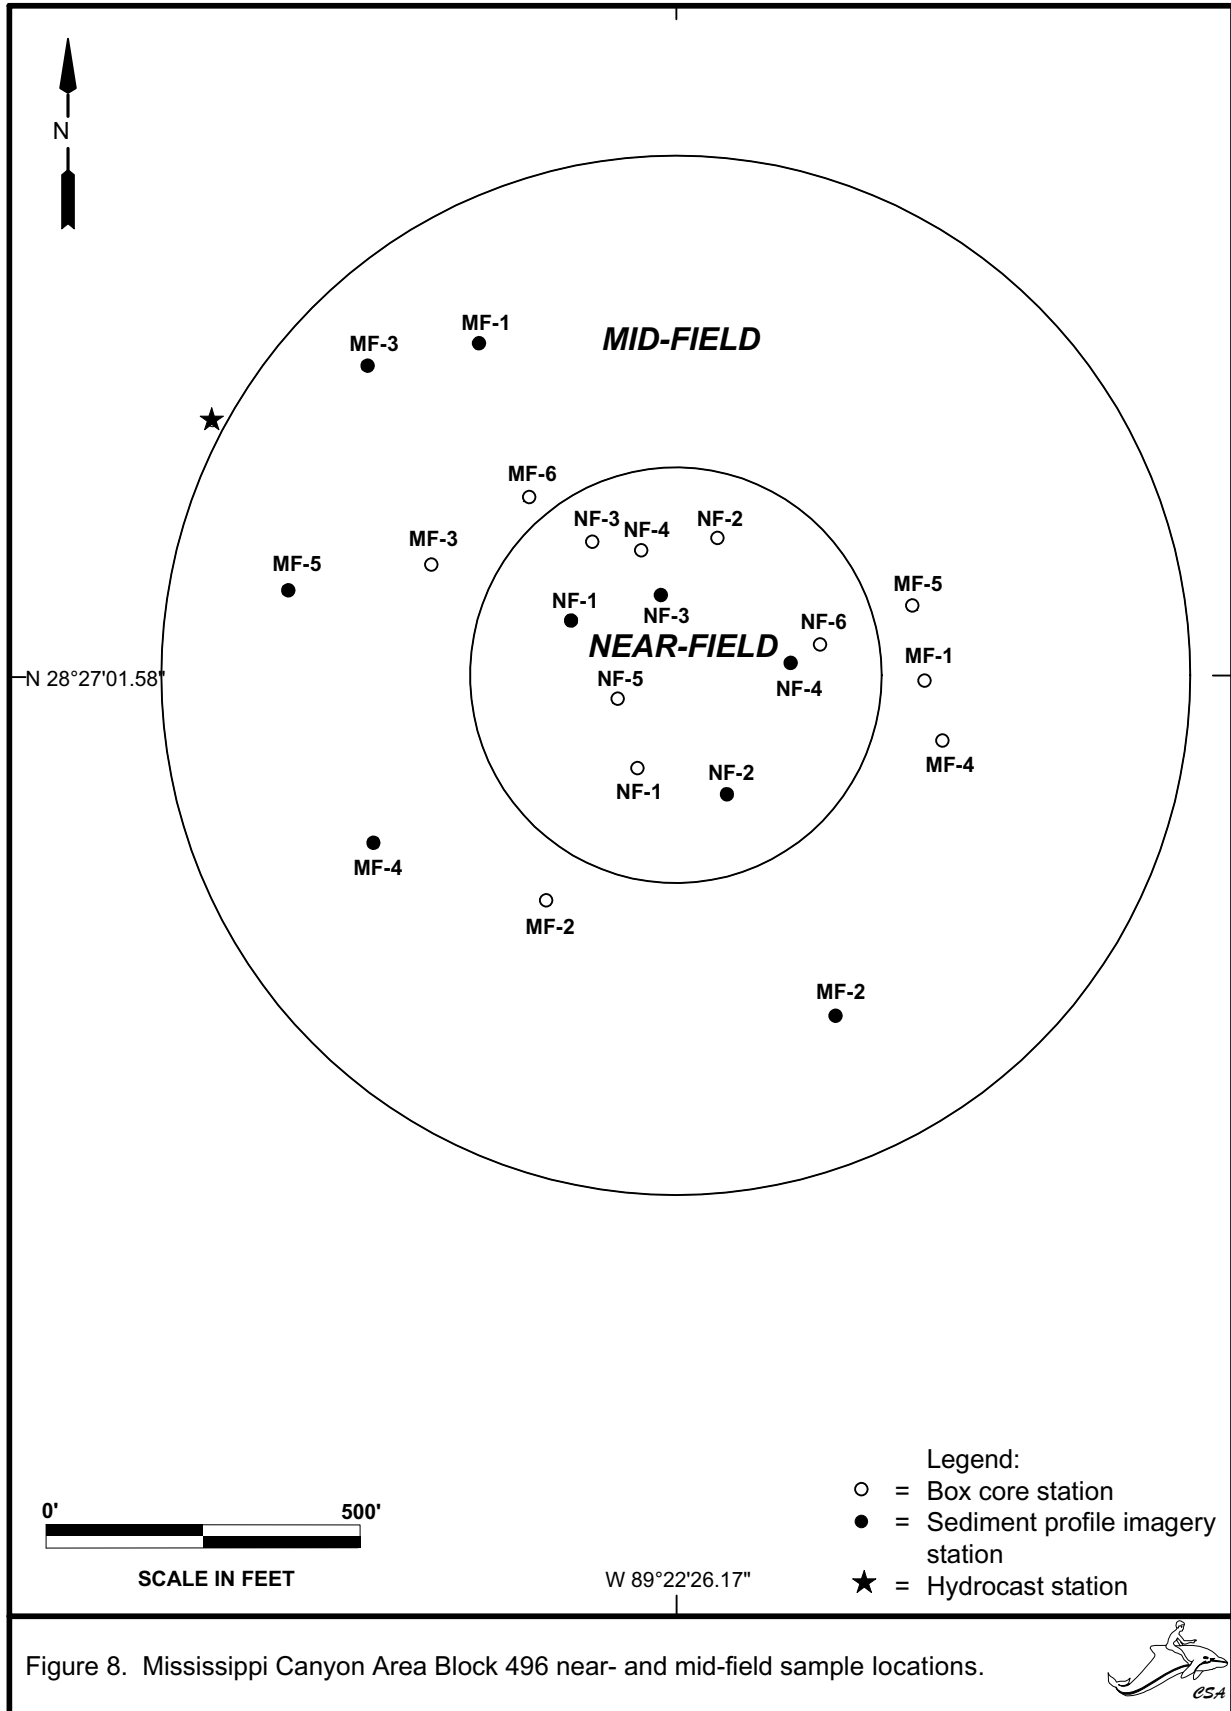 N
MF-1
MF-3
MID-FIELD
MF-6
NF-3
NF-4
NF-2
MF-3
MF-5
MF-5
NF-1
NF-3
NF-6
NEAR-FIELD
MF-1
N 28°27'01.58"
NF-5
NF-4
MF-4
NF-2
NF-1
MF-4
MF-2
MF-2
Legend:
= Box core station
= Sediment profile imagery
station
= Hydrocast station
0' 500'
SCALE IN FEET
W 89°22'26.17"
Figure 8. Mississippi Canyon Area Block 496 near- and mid-field sample locations.
CSA